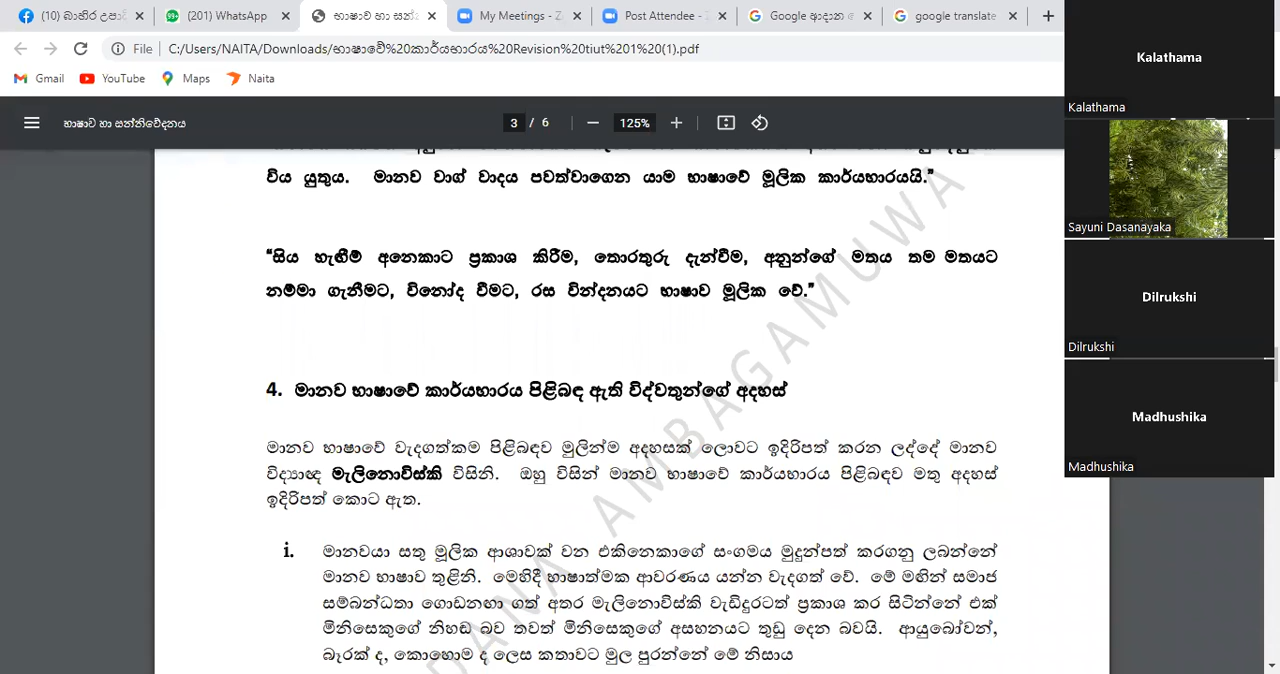 (10) බාහිර උපාධි
(201) WhatsApp
භාෂාව හා සන්නි
My Meetings - Zo
Post Attendee - Z
Google ආදාන
google translate
File C:/Users/NAITA/Downloads/භාෂාවේ%20කාර්යභාරය%20Revision%20tiut%201%20(1).pdf
Gmail YouTube Maps Naita
භාෂාව හා සන්නිවේදනය 3 / 6 125%
විය යුතුය. මානව වාග් වාදය පවත්වාගෙන යාම භාෂාවේ මූලික කාර්යභාරයයි."
"සිය හැඟීම් අනෙකාට ප්‍රකාශ කිරීම, තොරතුරු දැන්වීම, අනුන්ගේ මතය තම මතයට
නම්මා ගැනීමට, විනෝද වීමට, රස වින්දනයට භාෂාව මූලික වේ."
4. මානව භාෂාවේ කාර්යභාරය පිළිබඳ ඇති විද්වතුන්ගේ අදහස්
මානව භාෂාවේ වැදගත්කම පිළිබඳව මුලින්ම අදහසක් ලොවට ඉදිරිපත් කරන ලද්දේ මානව
විද්‍යාඥ මැලිනොව්ස්කි විසිනි. ඔහු විසින් මානව භාෂාවේ කාර්යභාරය පිළිබඳව මතු අදහස්
ඉදිරිපත් කොට ඇත.
i. මානවයා සතු මූලික ආශාවක් වන එකිනෙකාගේ සංගමය මුදුන්පත් කරගනු ලබන්නේ
මානව භාෂාව තුළිනි. මෙහිදී භාෂාත්මක ආවරණය යන්න වැදගත් වේ. මේ මඟින් සමාජ
සම්බන්ධතා ගොඩනඟා ගත් අතර මැලිනොව්ස්කි වැඩිදුරටත් ප්‍රකාශ කර සිටින්නේ එක්
මිනිසෙකුගේ නිහඬ බව තවත් මිනිසෙකුගේ අසහනයට තුඩු දෙන බවයි. ආයුබෝවන්,
බෑරක් ද, කොහොම ද ලෙස කතාවට මුල පුරන්නේ මේ නිසාය
DANA AMBAGAMUWA
Kalathama
Kalathama
Sayuni Dasanayaka
Dilrukshi
Dilrukshi
Madhushika
Madhushika